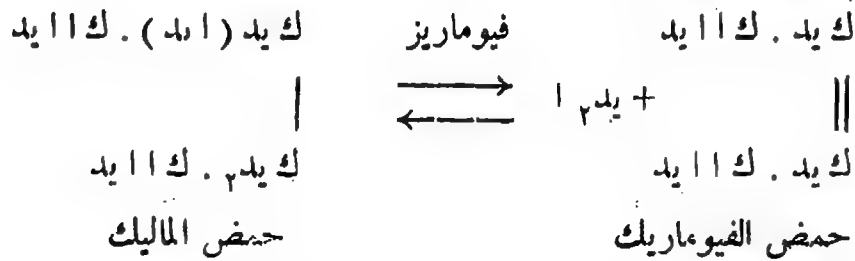 ك يد . ك ا ا يد فيوماريز ك يد ( ا يد ) . ك ا ا يد
|| + يد٢ ا ⇄ |
ك يد . ك ا ا يد ك يد٢ . ك ا ا يد
حمض الفيوماريك حمض الماليك